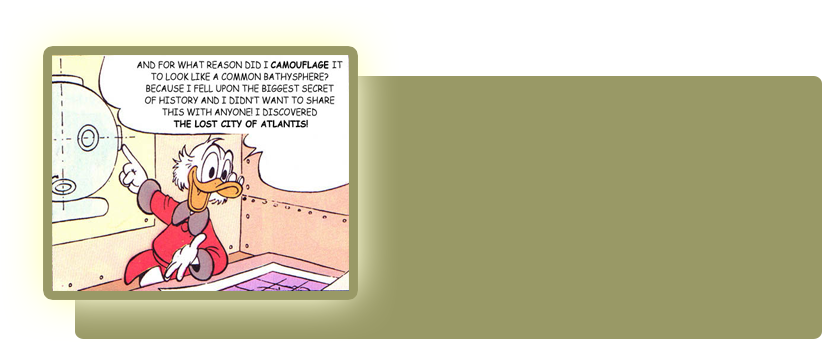 AND FOR WHAT REASON DID I CAMOUFLAGE IT
TO LOOK LIKE A COMMON BATHYSPHERE?
BECAUSE I FELL UPON THE BIGGEST SECRET
OF HISTORY AND I DIDN'T WANT TO SHARE
THIS WITH ANYONE! I DISCOVERED
THE LOST CITY OF ATLANTIS!